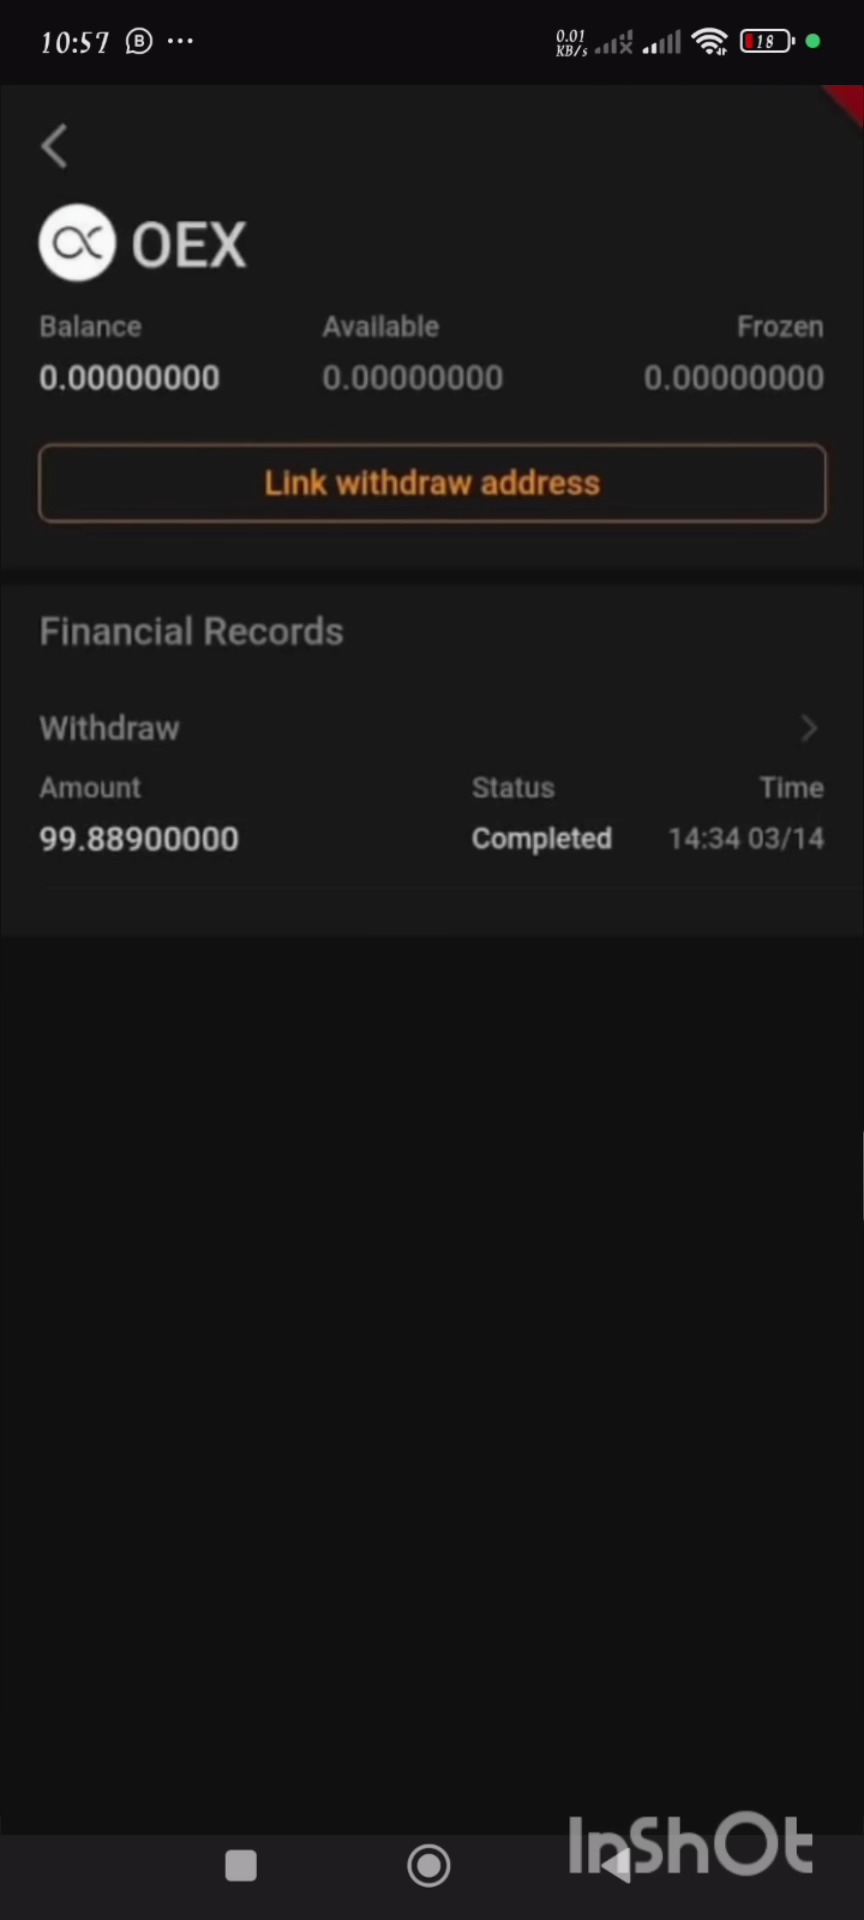 10:57 B ... 0.01 KB/s 18
OEX
Balance Available Frozen
0.00000000 0.00000000 0.00000000
Link withdraw address
Financial Records
Withdraw
Amount Status Time
99.88900000 Completed 14:34 03/14
InShOt